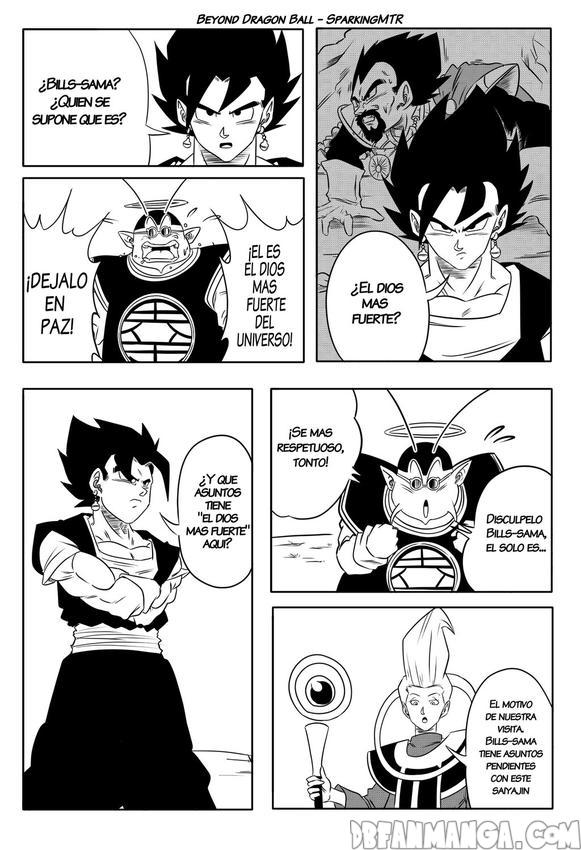 Beyond Dragon Ball - SparkingMTR
¿Bills-sama?
¿Quien se
supone que es?
¡EL ES
EL DIOS
MAS
FUERTE
DEL
UNIVERSO!
¡DEJALO
EN
PAZ!
¿El dios
mas
fuerte?
¿Y que
asuntos
tiene
"el dios
mas fuerte"
aqui?
¡Se mas
respetuoso,
tonto!
Disculpelo
Bills-sama,
el solo es...
El motivo
de nuestra
visita.
Bills-sama
tiene asuntos
pendientes
con este
saiyajin
DBFANMANGA.COM